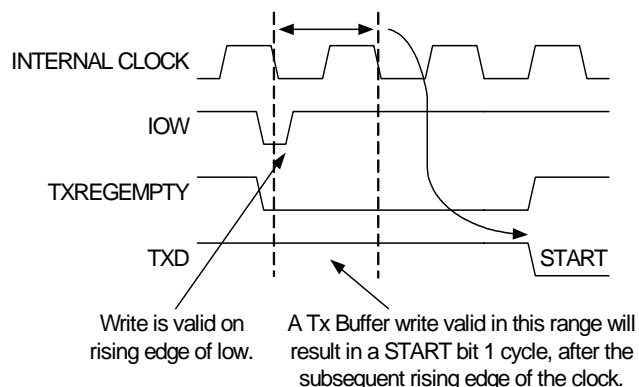 INTERNAL CLOCK
IOW
TXREGEMPTY
TXD
START
Write is valid on
rising edge of low.
A Tx Buffer write valid in this range will
result in a START bit 1 cycle, after the
subsequent rising edge of the clock.